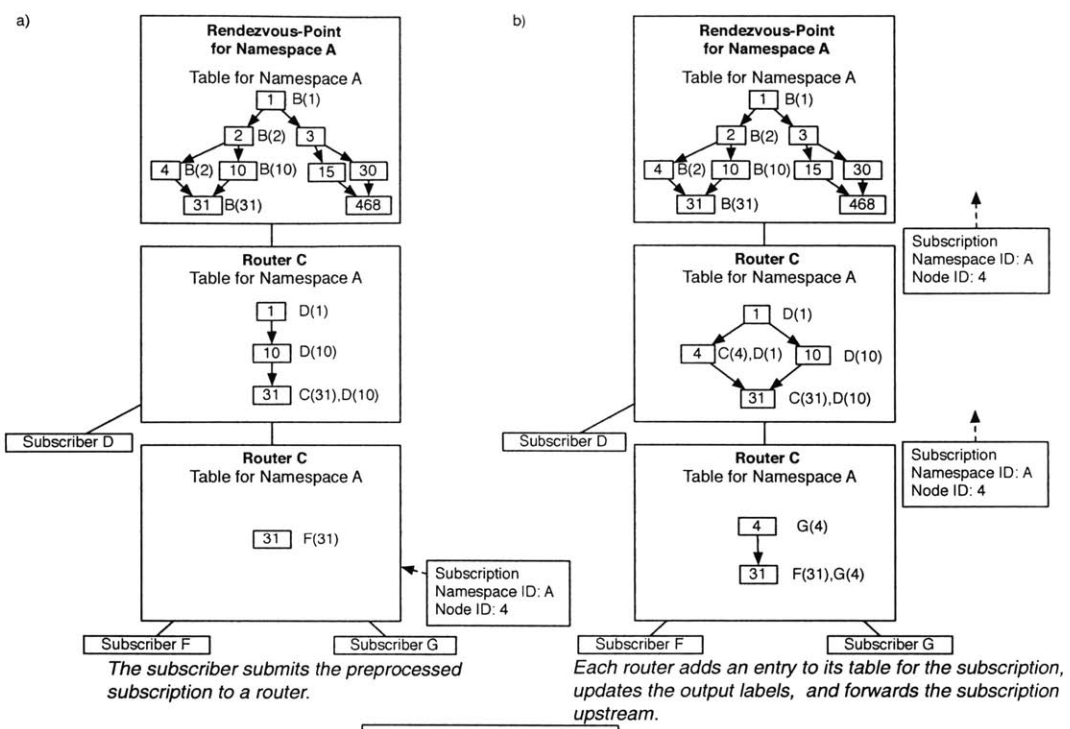 a)
Rendezvous-Point
for Namespace A
Table for Namespace A
1 B(1)
2 B(2) 3
4 B(2) 10 B(10) 15 30
31 B(31) 468
Router C
Table for Namespace A
1 D(1)
10 D(10)
31 C(31),D(10)
Subscriber D
Router C
Table for Namespace A
31 F(31)
Subscription
Namespace ID: A
Node ID: 4
Subscriber F
Subscriber G
The subscriber submits the preprocessed
subscription to a router.
b)
Rendezvous-Point
for Namespace A
Table for Namespace A
1 B(1)
2 B(2) 3
4 B(2) 10 B(10) 15 30
31 B(31) 468
Subscription
Namespace ID: A
Node ID: 4
Router C
Table for Namespace A
1 D(1)
4 C(4),D(1) 10 D(10)
31 C(31),D(10)
Subscriber D
Subscription
Namespace ID: A
Node ID: 4
Router C
Table for Namespace A
4 G(4)
31 F(31),G(4)
Subscriber F
Subscriber G
Each router adds an entry to its table for the subscription,
updates the output labels, and forwards the subscription
upstream.